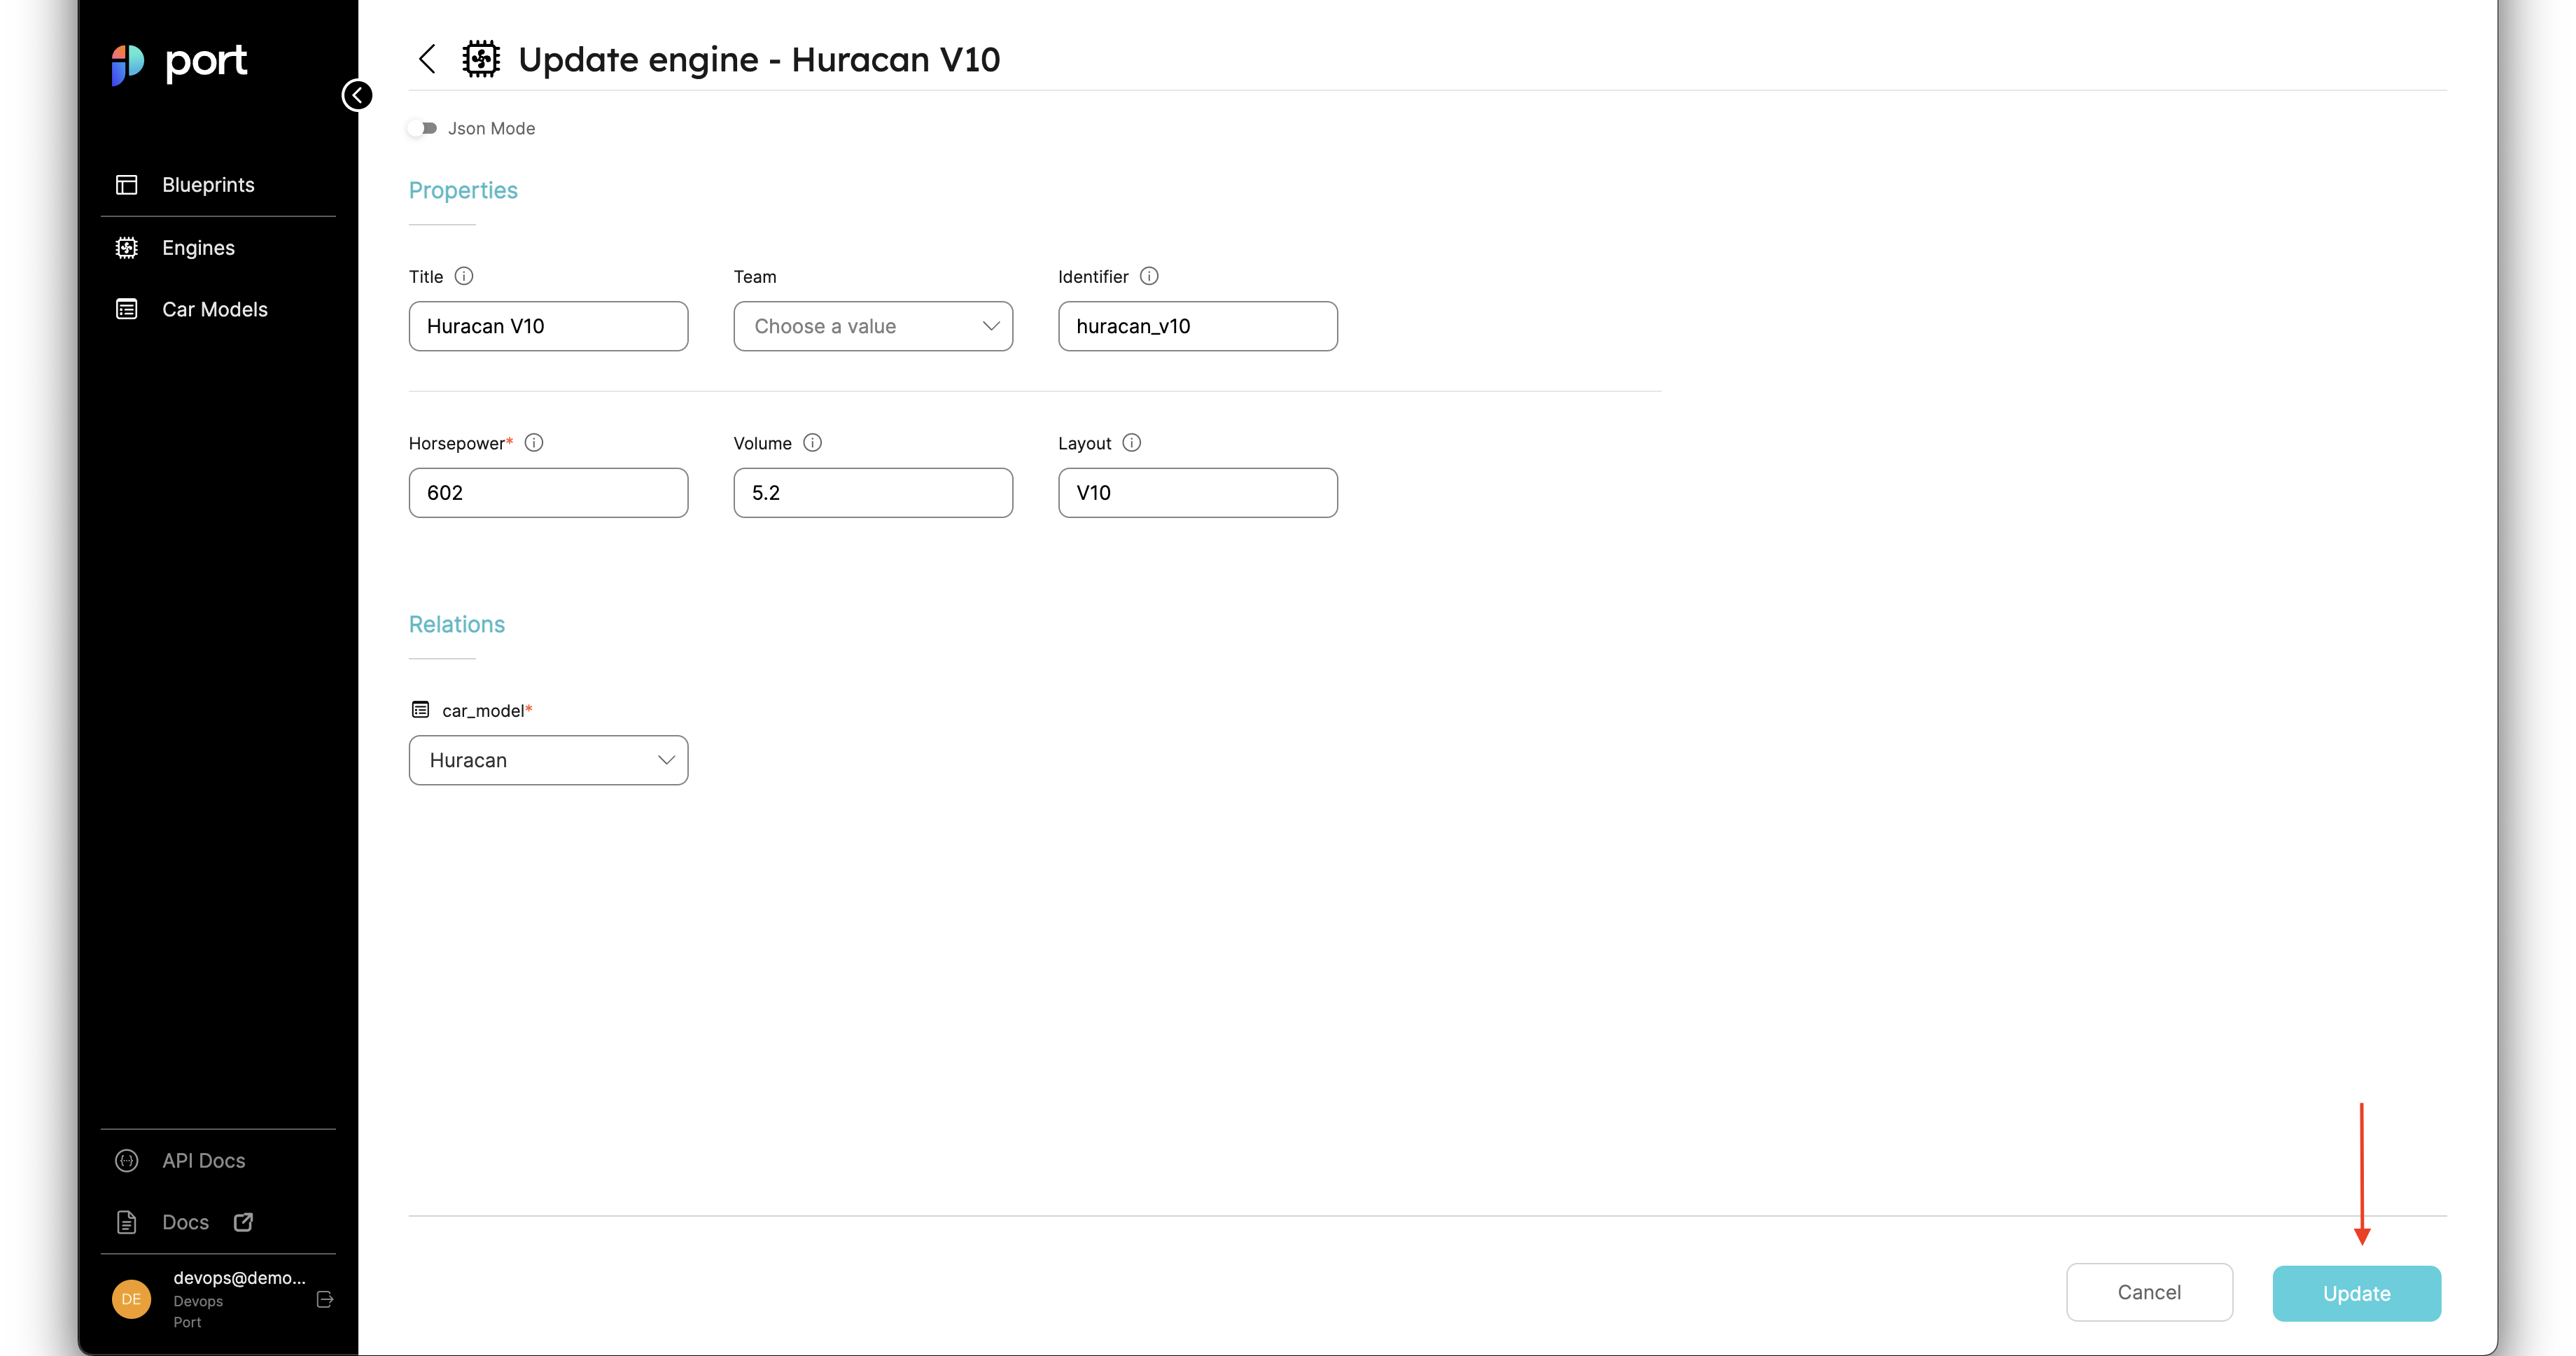 port
Blueprints
Engines
Car Models
API Docs
Docs
DE
devops@demo...
Devops
Port
Update engine - Huracan V10
Json Mode
Properties
Title Team Identifier
Huracan V10 Choose a value huracan_v10
Horsepower* Volume Layout
602 5.2 V10
Relations
car_model*
Huracan
Cancel Update